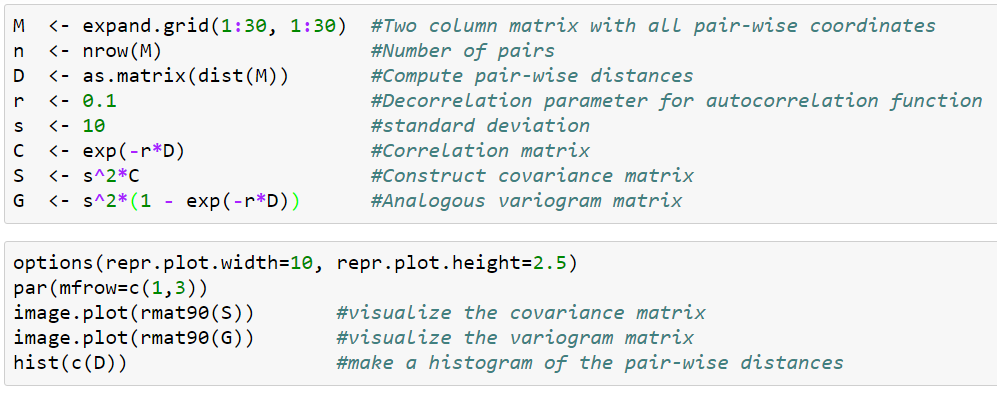 M  <- expand.grid(1:30, 1:30)  #Two column matrix with all pair-wise coordinates
n  <- nrow(M)                  #Number of pairs
D  <- as.matrix(dist(M))       #Compute pair-wise distances
r  <- 0.1                      #Decorrelation parameter for autocorrelation function
s  <- 10                       #standard deviation
C  <- exp(-r*D)                #Correlation matrix
S  <- s^2*C                    #Construct covariance matrix
G  <- s^2*(1 - exp(-r*D))      #Analogous variogram matrix
options(repr.plot.width=10, repr.plot.height=2.5)
par(mfrow=c(1,3))
image.plot(rmat90(S))       #visualize the covariance matrix
image.plot(rmat90(G))       #visualize the variogram matrix
hist(c(D))                  #make a histogram of the pair-wise distances